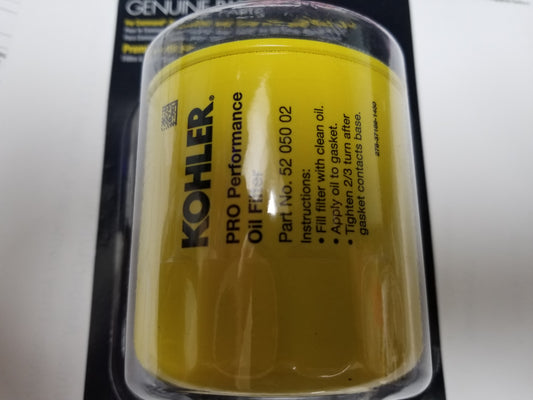 GENUINE
KOHLER.
PRO Performance
Oil Filter
Part No. 52 050 02
Instructions:
• Fill filter with clean oil.
• Apply oil to gasket.
• Tighten 2/3 turn after
gasket contacts base.